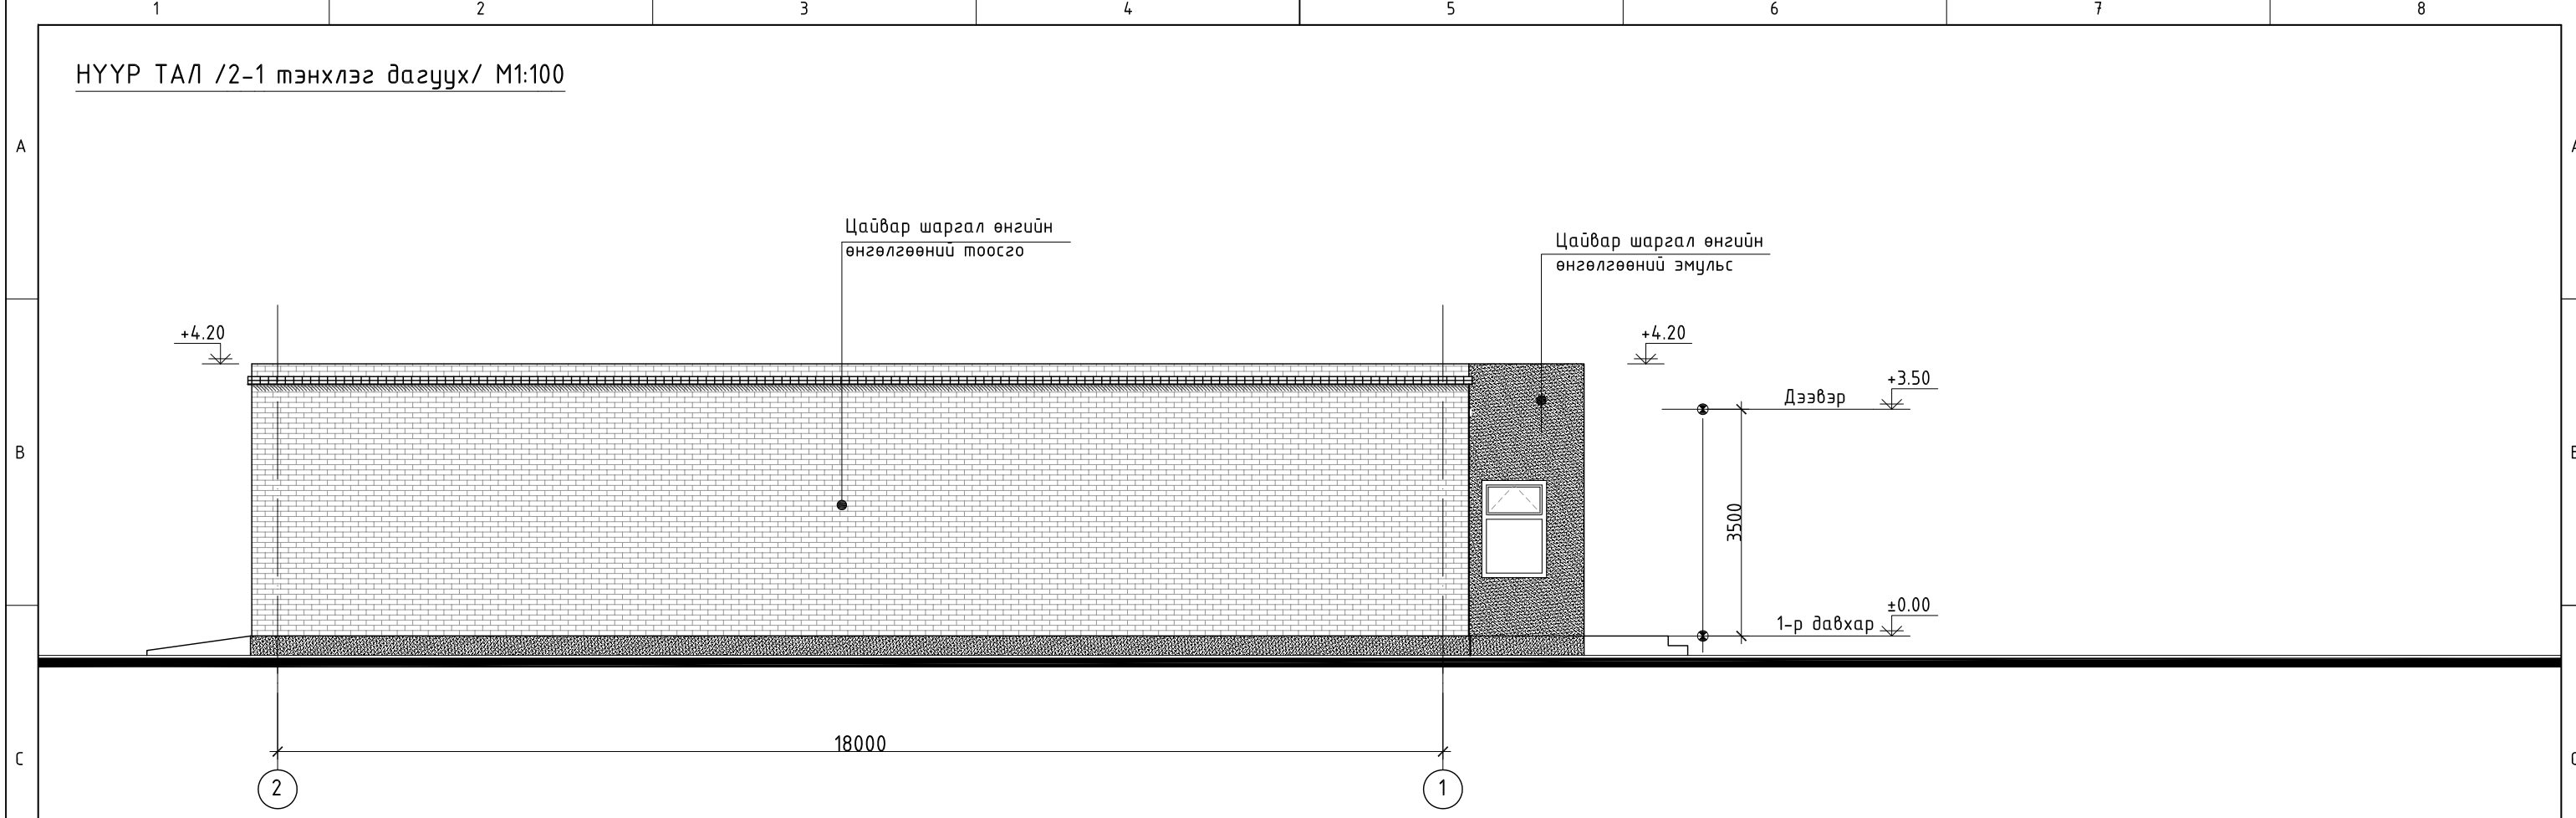 1 2 3 4 5 6 7 8
НҮҮР ТАЛ /2-1 тэнхлэг дагуух/ М1:100
A
Цайвар шаргал өнгийн
өнгөлгөөний тоосго
Цайвар шаргал өнгийн
өнгөлгөөний эмульс
+4.20
+4.20
+3.50
Дээвэр
B
3500
±0.00
1-р давхар
18000
C
2
1